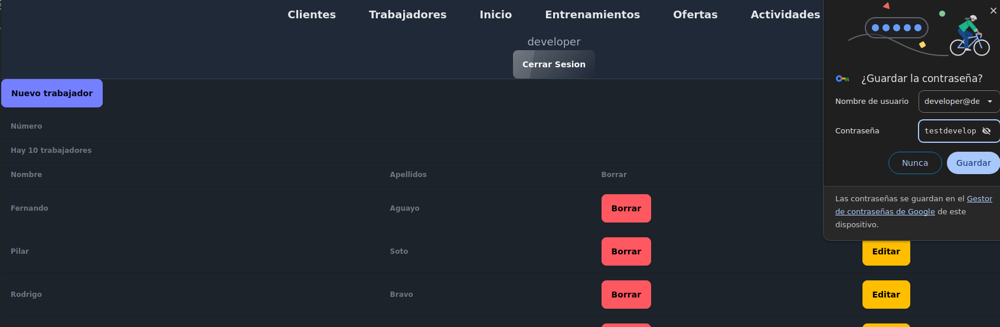 Clientes Trabajadores Inicio Entrenamientos Ofertas Actividades
developer
Cerrar Sesion
Nuevo trabajador
Número
Hay 10 trabajadores
Nombre Apellidos Borrar
Fernando Aguayo Borrar
Pilar Soto Borrar Editar
Rodrigo Bravo Borrar Editar
¿Guardar la contraseña?
Nombre de usuario developer@de
Contraseña testdevelop
Nunca Guardar
Las contraseñas se guardan en el Gestor
de contraseñas de Google de este
dispositivo.